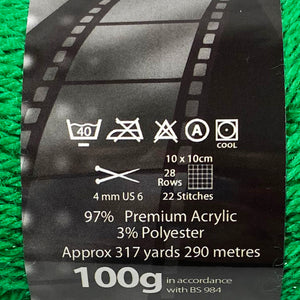 40
A
COOL
10 x 10cm
28
Rows
4 mm US 6
22 Stitches
97% Premium Acrylic
3% Polyester
Approx 317 yards 290 metres
100g in accordance
with BS 984